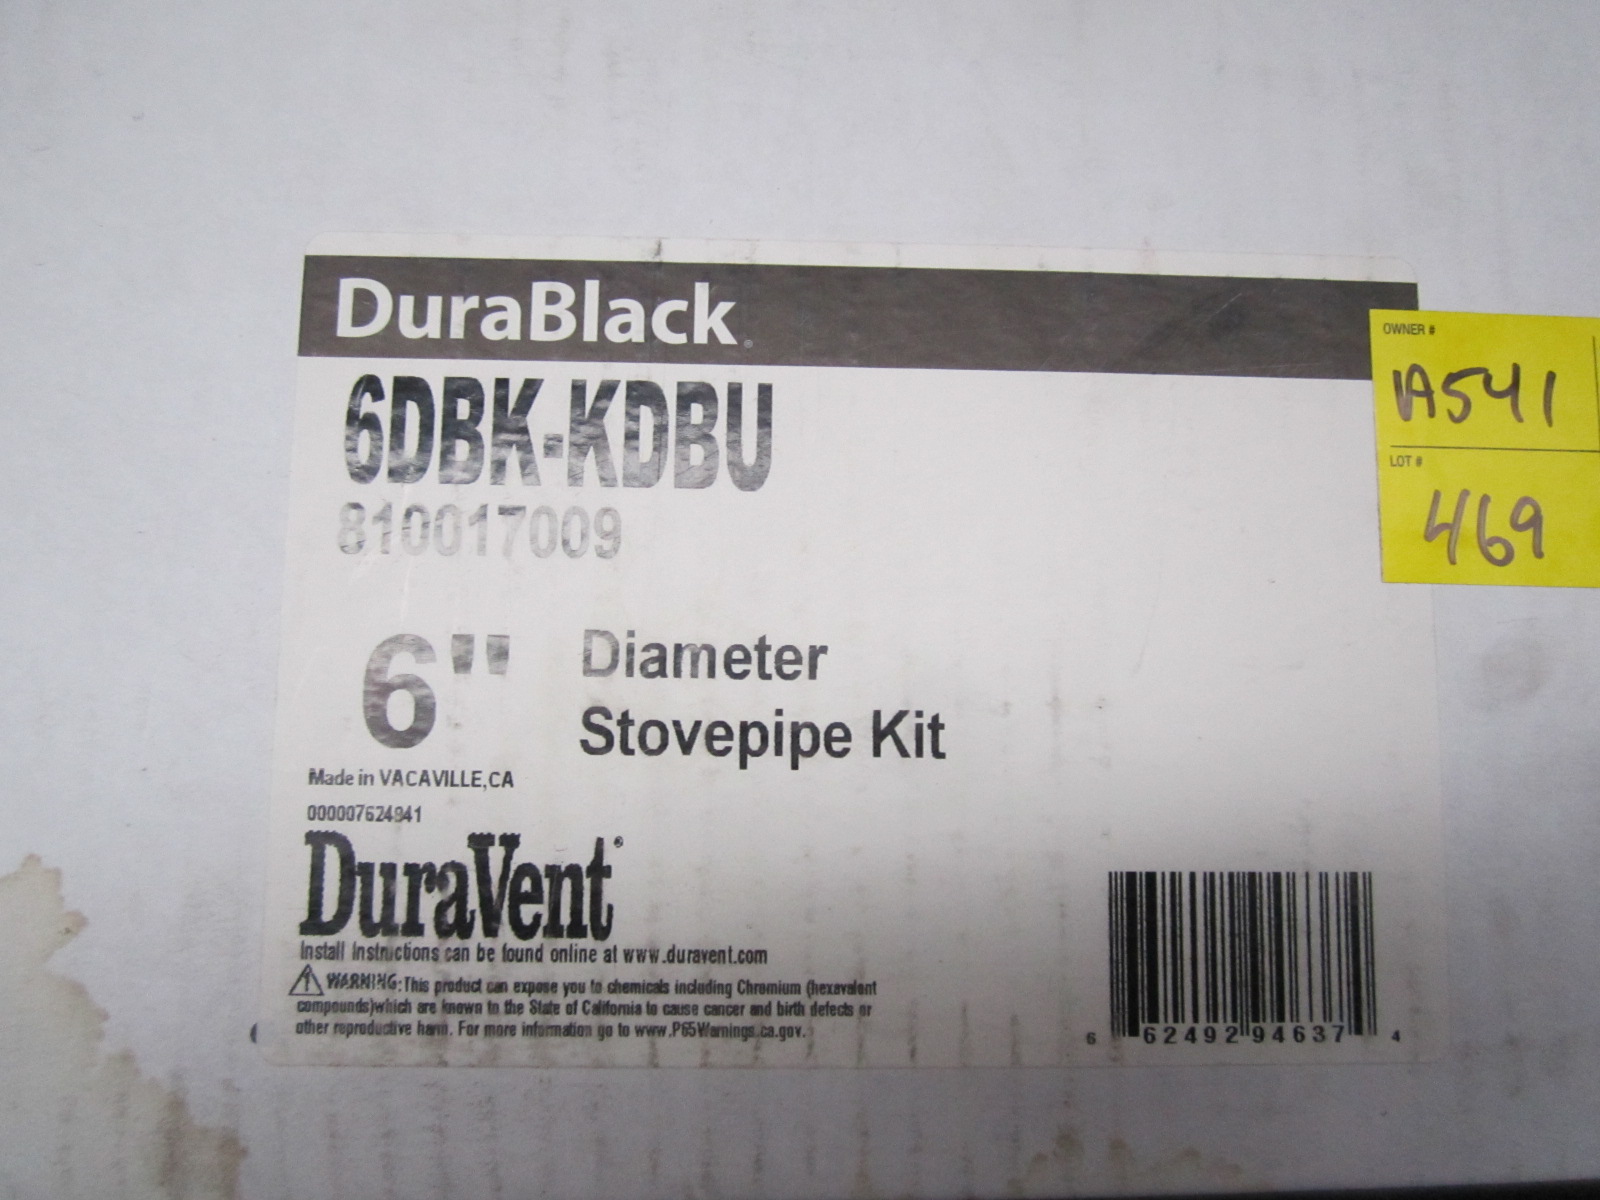 DuraBlack®
6DBK-KDBU
810017009
6" Diameter
Stovepipe Kit
Made in VACAVILLE,CA
000007624941
DuraVent®
Install Instructions can be found online at www.duravent.com
WARNING:This product can expose you to chemicals including Chromium (hexavalent
compounds)which are known to the State of California to cause cancer and birth defects or
other reproductive harm. For more information go to www.P65Warnings.ca.gov.
6 62492 94637 4
OWNER #
1A541
LOT #
469